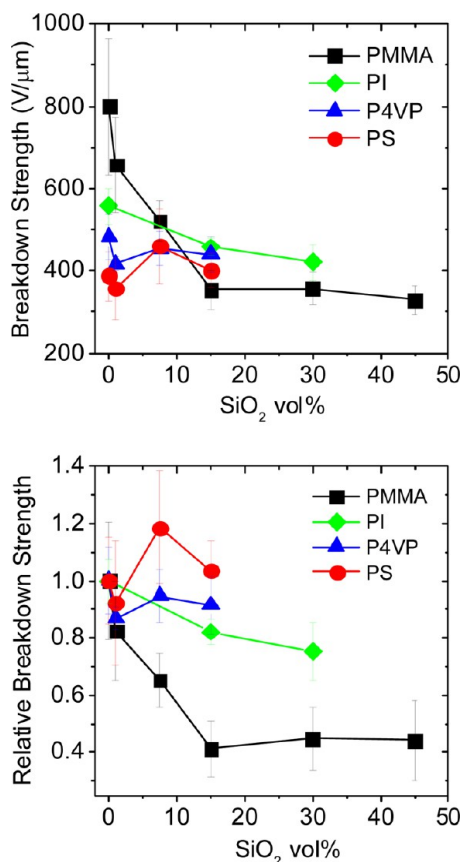 1000
800
600
400
200
Breakdown Strength (V/μm)
PMMA
PI
P4VP
PS
0 10 20 30 40 50
SiO2 vol%
1.4
1.2
1.0
0.8
0.6
0.4
Relative Breakdown Strength
PMMA
PI
P4VP
PS
0 10 20 30 40 50
SiO2 vol%